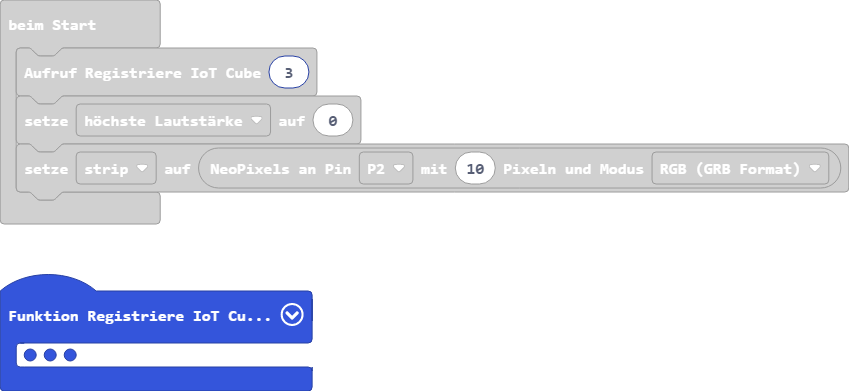 beim Start
Aufruf Registriere IoT Cube 3
setze höchste Lautstärke auf 0
setze strip auf NeoPixels an Pin P2 mit 10 Pixeln und Modus RGB (GRB Format)
Funktion Registriere IoT Cu...